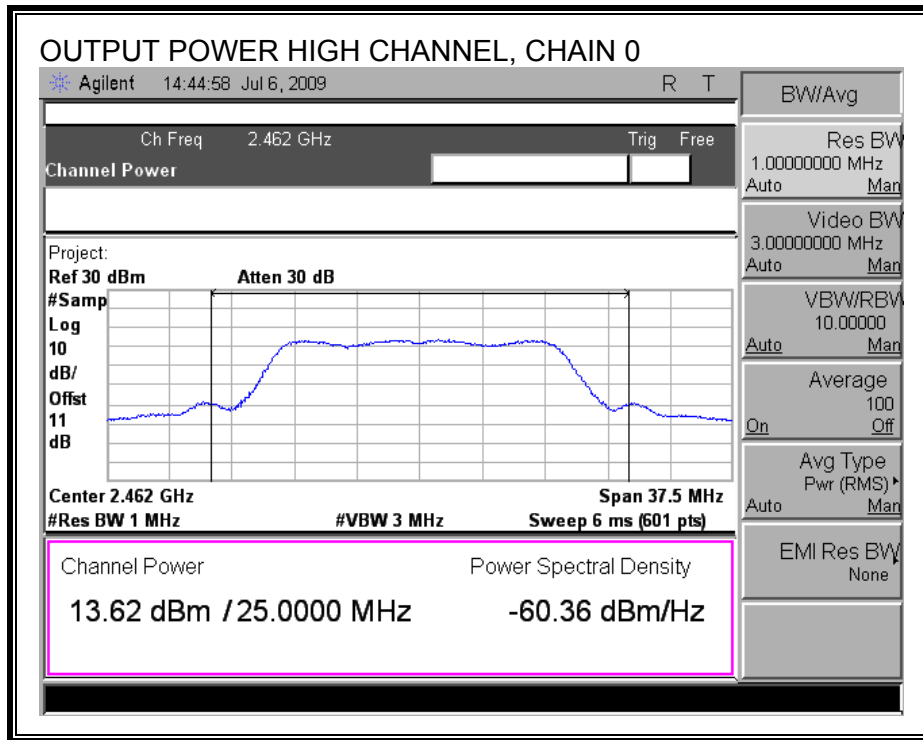 OUTPUT POWER HIGH CHANNEL, CHAIN 0
Agilent 14:44:58 Jul 6, 2009 R T
Ch Freq 2.462 GHz Trig Free
Channel Power
Project:
Ref 30 dBm Atten 30 dB
#Samp
Log
10
dB/
Offst
11
dB
Center 2.462 GHz Span 37.5 MHz
#Res BW 1 MHz #VBW 3 MHz Sweep 6 ms (601 pts)
Channel Power Power Spectral Density
13.62 dBm / 25.0000 MHz -60.36 dBm/Hz
BW/Avg
Res BW
1.00000000 MHz
Auto Man
Video BW
3.00000000 MHz
Auto Man
VBW/RBW
10.00000
Auto Man
Average
100
On Off
Avg Type
Pwr (RMS)
Auto Man
EMI Res BW
None